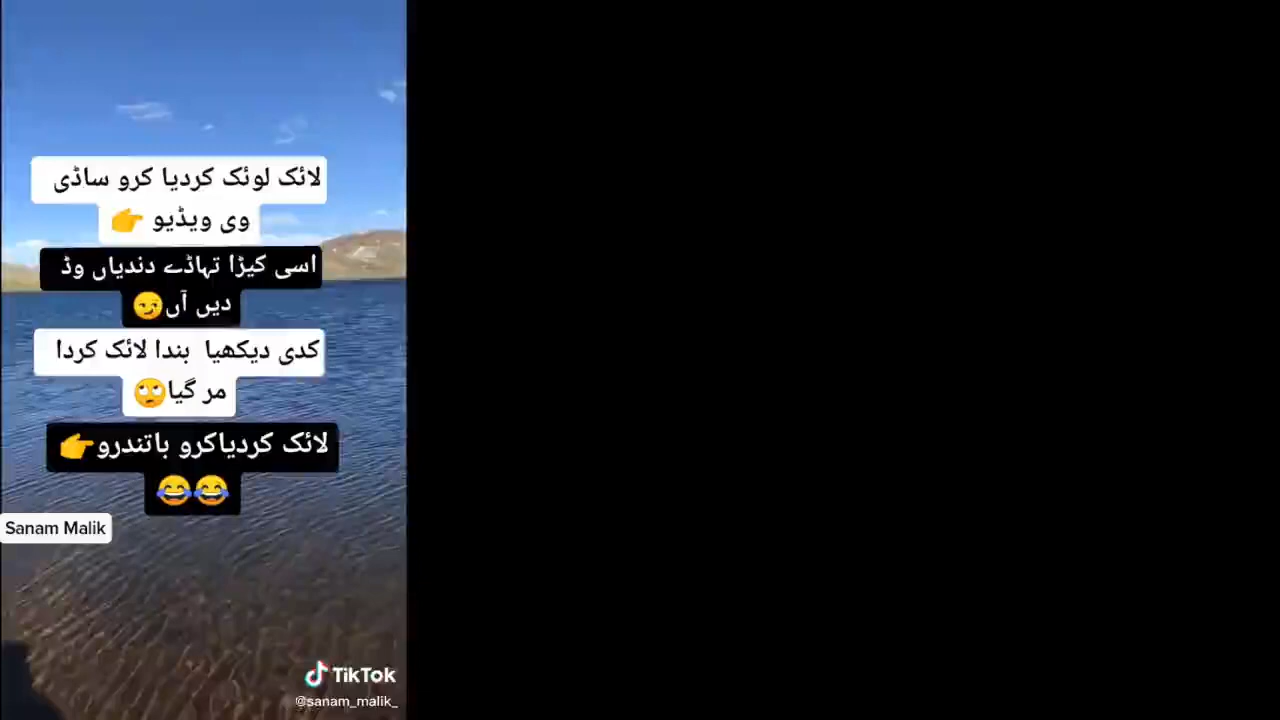 لائک لوئک کردیا کرو ساڈی
وی ویڈیو 👉
اسی کیڑا تہاڈے دندیاں وڈ
دیں آں😏
کدی دیکھیا بندا لائک کردا
مر گیا🙄
لائک کردیاکرو باتندرو👉
😂😂
Sanam Malik
TikTok
@sanam_malik_